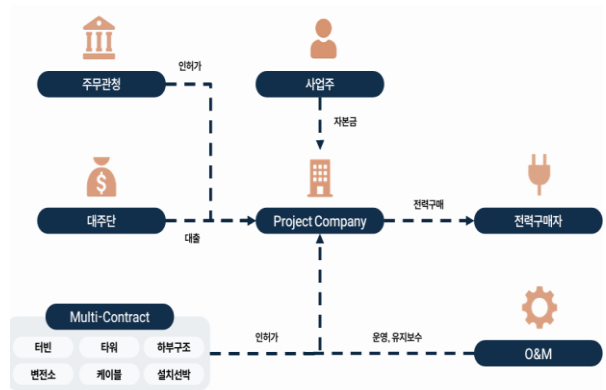 인허가
주무관청
사업주
자본금
전력구매
대주단
대출
Project Company
전력구매자
Multi-Contract
터빈
타워
하부구조
변전소
케이블
설치선박
인허가
운영, 유지보수
O&M